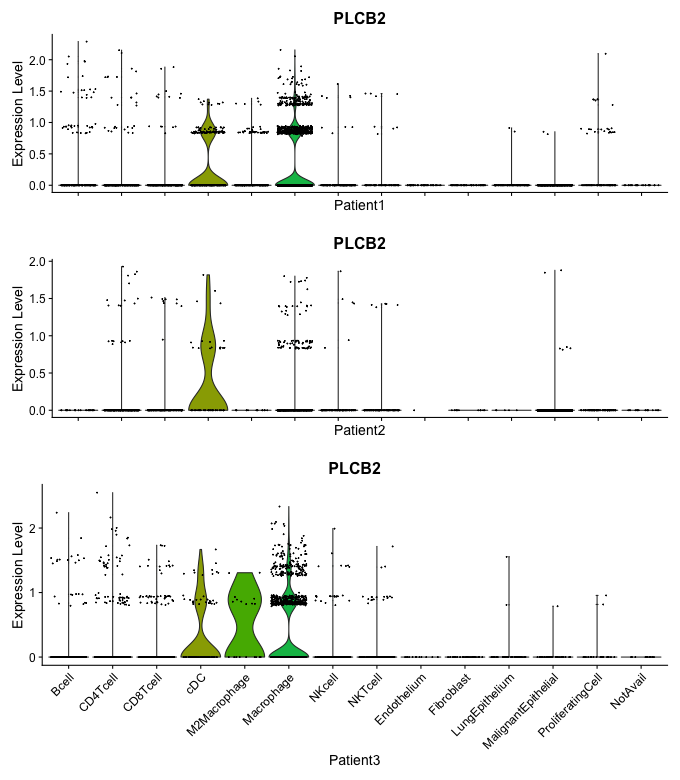 PLCB2
Expression Level
2.0
1.5
1.0
0.5
0.0
Patient1
PLCB2
Expression Level
2.0
1.5
1.0
0.5
0.0
Patient2
PLCB2
Expression Level
2
1
0
Bcell
CD4Tcell
CD8Tcell
cDC
M2Macrophage
Macrophage
NKcell
NKTcell
Endothelium
Fibroblast
LungEpithelium
MalignantEpithelial
ProliferatingCell
NotAvail
Patient3